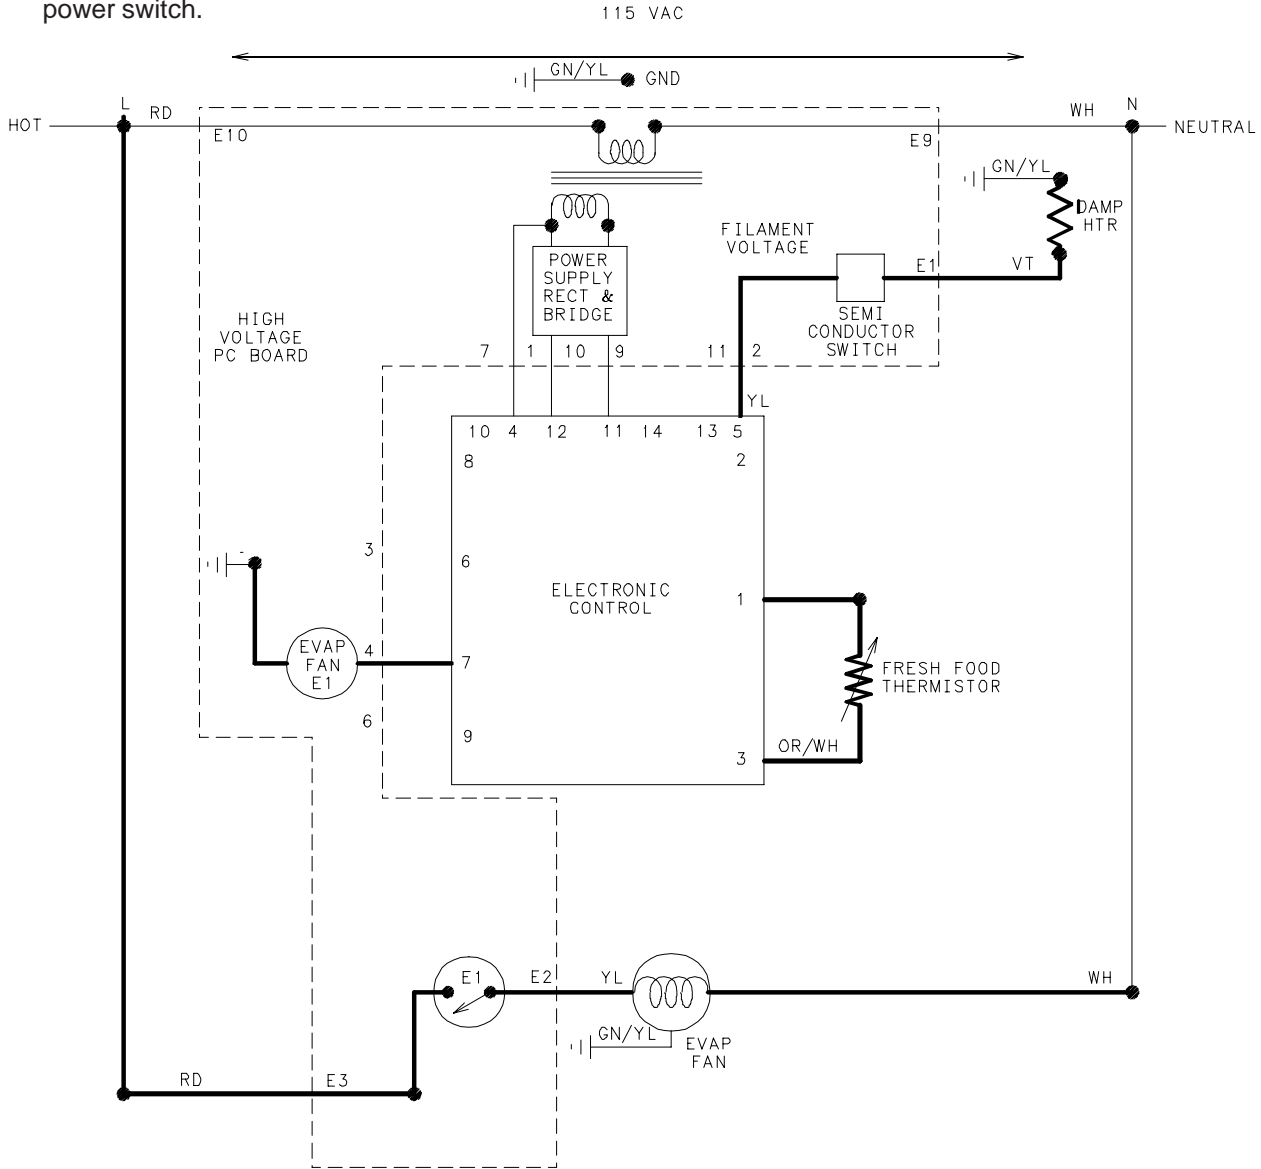 power switch.
115 VAC
GN/YL GND
L RD WH N
HOT E10 E9 NEUTRAL
GN/YL
DAMP
HTR
FILAMENT
VOLTAGE
E1 VT
POWER
SUPPLY
RECT &
BRIDGE
SEMI
CONDUCTOR
SWITCH
HIGH
VOLTAGE
PC BOARD
7 1 10 9 11 2
YL
10 4 12 11 14 13 5
8 2
3
6
ELECTRONIC
CONTROL
1
EVAP
FAN
E1
4 7
FRESH FOOD
THERMISTOR
6
9
OR/WH 3
E1 E2 YL WH
GN/YL
EVAP
FAN
RD E3